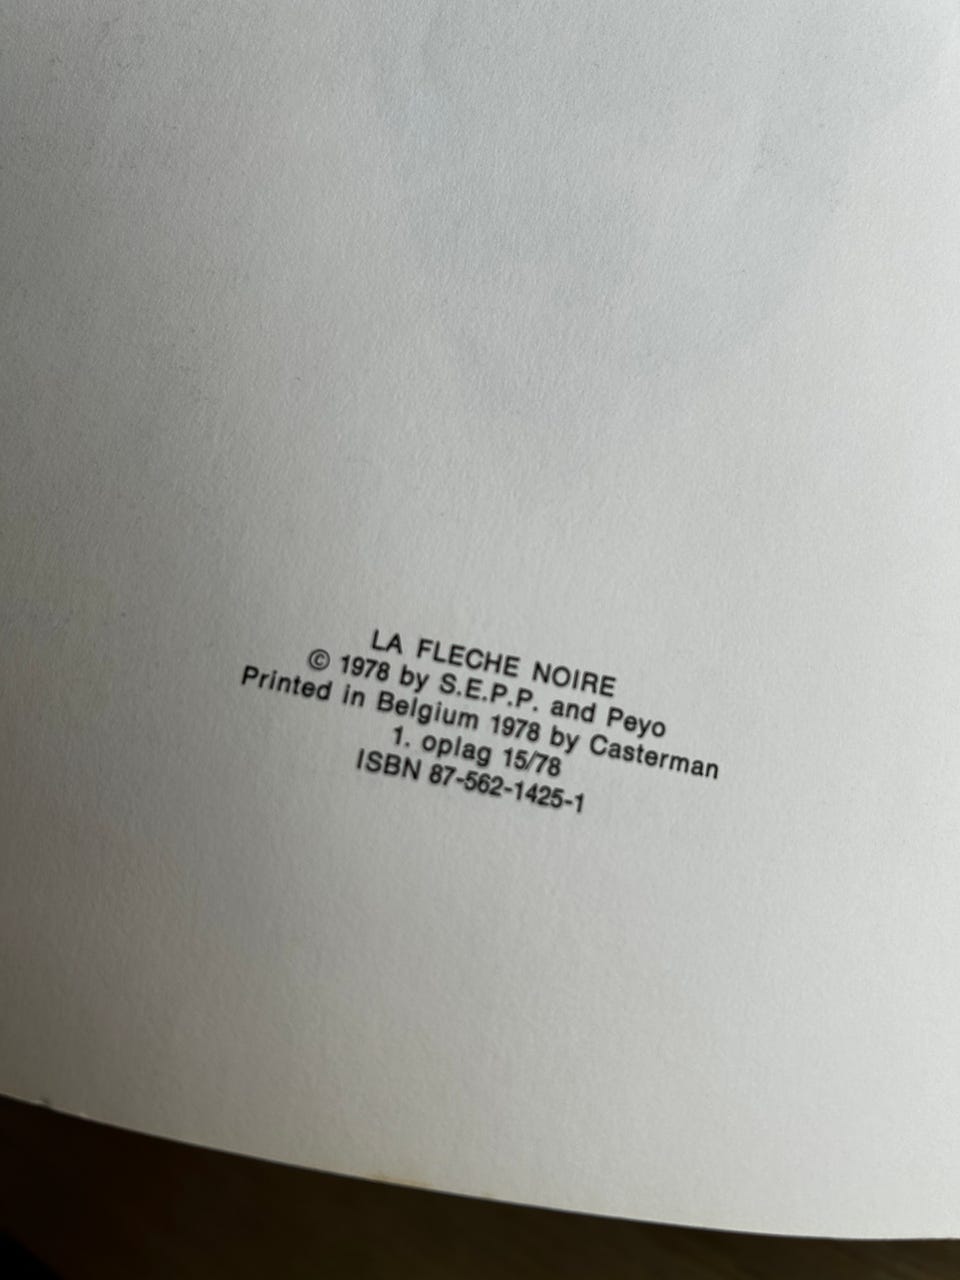 LA FLECHE NOIRE
© 1978 by S.E.P.P. and Peyo
Printed in Belgium 1978 by Casterman
1. oplag 15/78
ISBN 87-562-1425-1